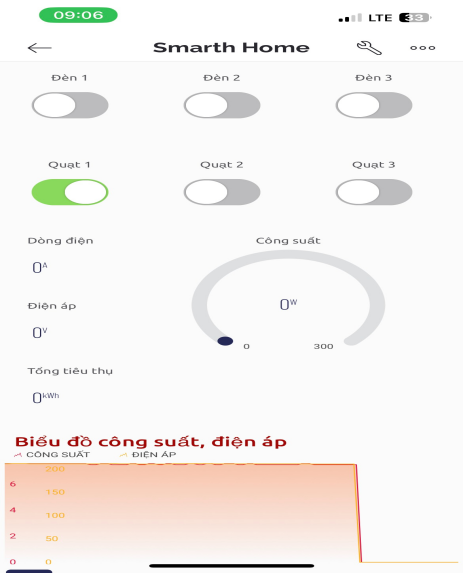 09:06
LTE 33
Smarth Home
Đèn 1 Đèn 2 Đèn 3
Quạt 1 Quạt 2 Quạt 3
Dòng điện Công suất
0A
0W
Điện áp
0V
0 300
Tổng tiêu thụ
0kWh
Biểu đồ công suất, điện áp
CÔNG SUẤT ĐIỆN ÁP
200
6 150
4 100
2 50
0 0